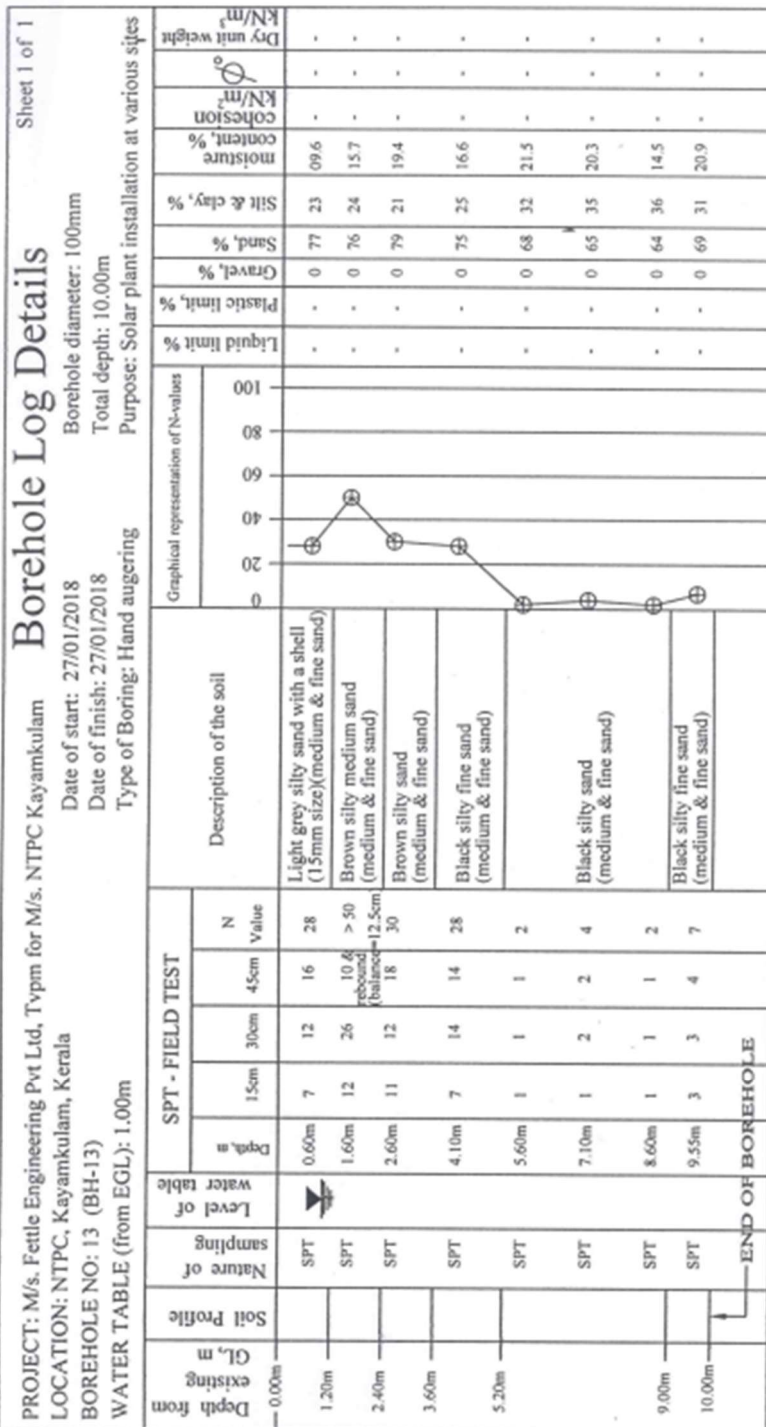 Borehole Log Details
Sheet 1 of 1
PROJECT: M/s. Fettle Engineering Pvt Ltd, Tvpm for M/s. NTPC Kayamkulam
LOCATION: NTPC, Kayamkulam, Kerala
BOREHOLE NO: 13 (BH-13)
WATER TABLE (from EGL): 1.00m
Date of start: 27/01/2018
Date of finish: 27/01/2018
Type of Boring: Hand augering
Borehole diameter: 100mm
Total depth: 10.00m
Purpose: Solar plant installation at various sites
Depth from existing GL, m
Soil Profile
Nature of sampling
Level of water table
SPT - FIELD TEST
Depth, m
15cm
30cm
45cm
N Value
Description of the soil
Graphical representation of N-values
0 20 40 60 80 100
Liquid limit %
Plastic limit, %
Gravel, %
Sand, %
Silt & clay, %
moisture content, %
cohesion kN/m²
Ø°
Dry unit weight kN/m³
0.00m
SPT 0.60m 7 12 16 28 Light grey silty sand with a shell (15mm size)(medium & fine sand) - - 0 77 23 09.6 - - -
1.20m
SPT 1.60m 12 26 10 & rebound (balance=12.5cm) > 50 Brown silty medium sand (medium & fine sand) - - 0 76 24 15.7 - - -
2.40m
SPT 2.60m 11 12 18 30 Brown silty sand (medium & fine sand) - - 0 79 21 19.4 - - -
3.60m
SPT 4.10m 7 14 14 28 Black silty fine sand (medium & fine sand) - - 0 75 25 16.6 - - -
5.20m
SPT 5.60m 1 1 1 2 - - 0 68 32 21.5 - - -
SPT 7.10m 1 2 2 4 Black silty sand (medium & fine sand) - - 0 65 35 20.3 - - -
SPT 8.60m 1 1 1 2 - - 0 64 36 14.5 - - -
9.00m
SPT 9.55m 3 3 4 7 Black silty fine sand (medium & fine sand) - - 0 69 31 20.9 - - -
10.00m
END OF BOREHOLE